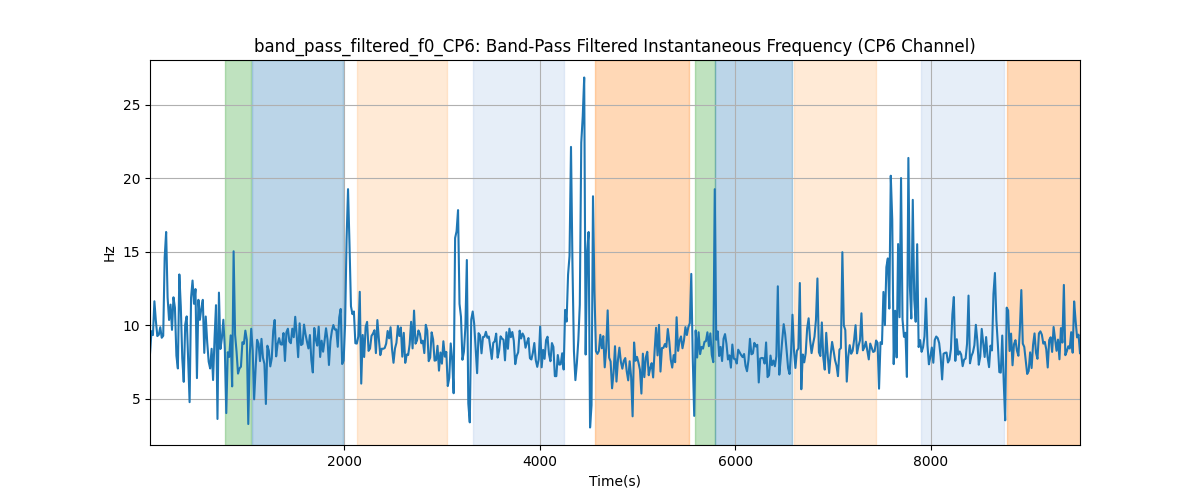 band_pass_filtered_f0_CP6: Band-Pass Filtered Instantaneous Frequency (CP6 Channel)
25
20
15
10
5
Hz
2000 4000 6000 8000
Time(s)